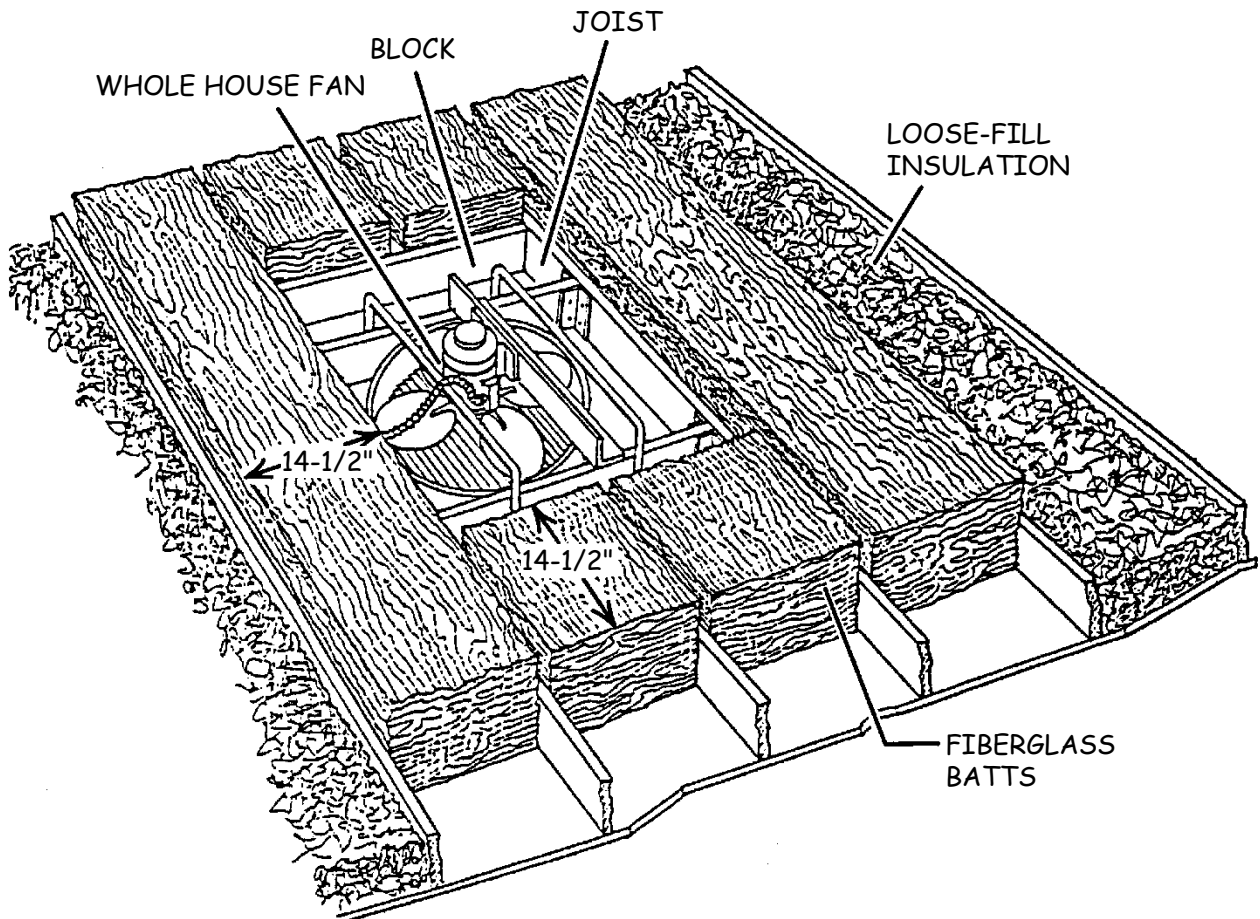 JOIST
BLOCK
WHOLE HOUSE FAN
LOOSE-FILL
INSULATION
14-1/2"
14-1/2"
FIBERGLASS
BATTS